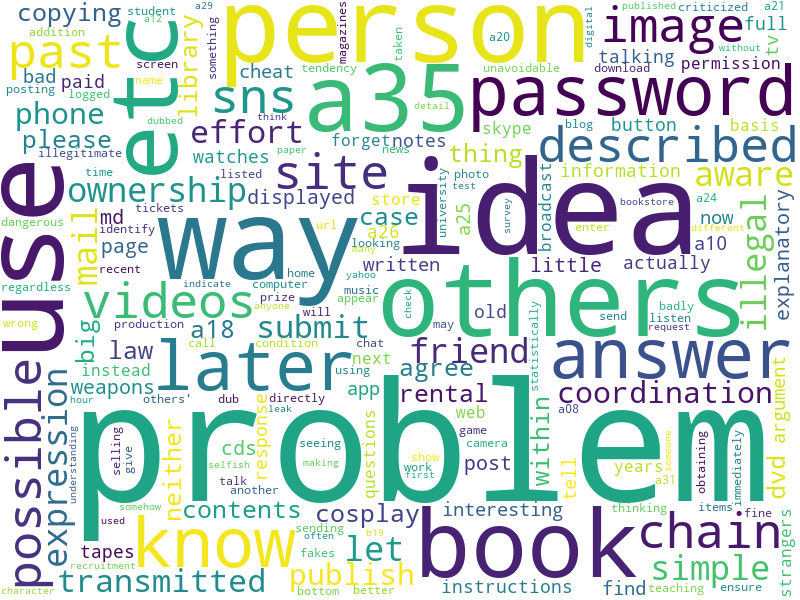 copying
student
a12
a29
person
digital
image
published
criticized
a21
addition
past
etc
library
something
magazines
taken
a20
full
tv
without
bad
screen
name
paid
cheat
tendency
a35
unavoidable
talking
download
permission
posting
logged
sns
password
detail
phone
dubbed
think
effort
forget
notes
skype
blog
button
basis
please
illegitimate
watches
paper
news
thing
described
time
listed
site
photo
test
information
aware
use
ownership
displayed
store
idea
university
survey
bookstore
broadcast
a24
now
dangerous
tickets
md
way
case
a25
enter
different
explanatory
mail
identify
url
a26
many
looking
page
written
little
actually
a10
illegal
recent
computer
home
yahoo
regardless
indicate
music
others
old
send
badly
listen
request
videos
prize
appear
check
may
wrong
production
will
anyone
big
a18
submit
friend
statistically
answer
law
call
condition
chat
next
using
agree
instead
later
app
rental
within
coordination
possible
weapons
others'
dub
directly
web
a08
hour
leak
problem
game
expression
neither
cds
response
seeing
camera
post
years
someone
obtaining
immediately
dvd
argument
selling
give
selfish
making
questions
show
work
first
tell
a31
understanding
talk
another
contents
cosplay
interesting
thinking
items
somehow
used
know
sending
often
b19
let
book
chain
fine
strangers
tapes
fakes
simple
character
recruitment
transmitted
publish
bottom
better
instructions
find
teaching
ensure